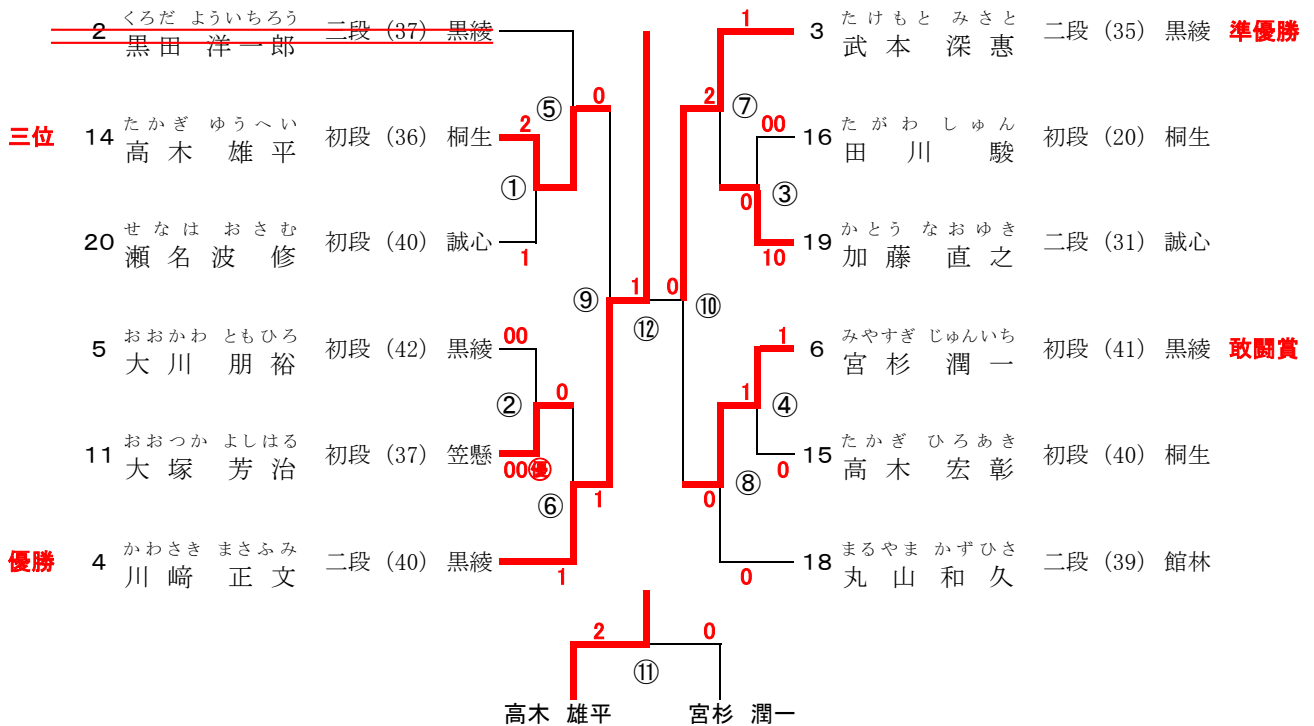 くろだ よういちろう
2 黒田 洋一郎 二段 (37) 黒綾
三位 14 たかぎ ゆうへい
高木 雄平 初段 (36) 桐生 2
① ⑤ 0
20 せなは おさむ
瀬名波 修 初段 (40) 誠心 1
5 おおかわ ともひろ
大川 朋裕 初段 (42) 黒綾 00
② 0
11 おおつか よしはる
大塚 芳治 初段 (37) 笠懸 00優
⑥ 1
優勝 4 かわさき まさふみ
川﨑 正文 二段 (40) 黒綾 1
⑨ 1 ⑫ 0 ⑩
1 3 たけもと みさと
武本 深惠 二段 (35) 黒綾 準優勝
2 ⑦
00 16 たがわ しゅん
田川 駿 初段 (20) 桐生
0 ③
10 19 かとう なおゆき
加藤 直之 二段 (31) 誠心
1 6 みやすぎ じゅんいち
宮杉 潤一 初段 (41) 黒綾 敢闘賞
1 ④
0 15 たかぎ ひろあき
高木 宏彰 初段 (40) 桐生
0 ⑧
0 18 まるやま かずひさ
丸山和久 二段 (39) 館林
2 0
⑪
高木 雄平 宮杉 潤一